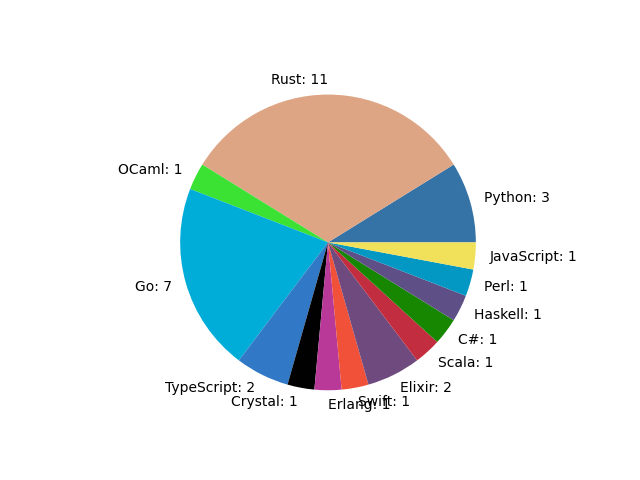 Rust: 11
OCaml: 1
Python: 3
JavaScript: 1
Go: 7
Perl: 1
Haskell: 1
C#: 1
Scala: 1
TypeScript: 2
Elixir: 2
Crystal: 1
Swift: 1
Erlang: 1